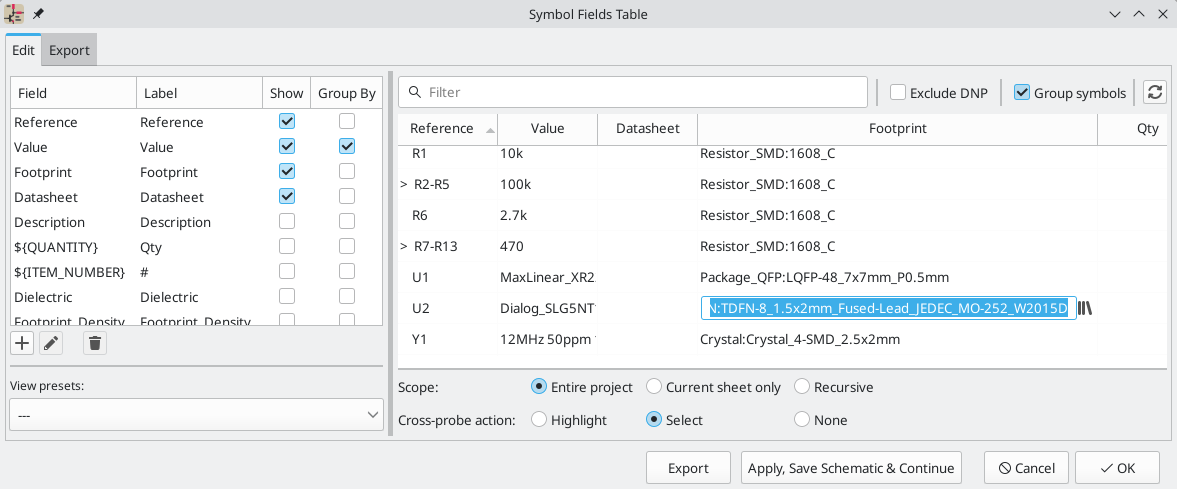 Symbol Fields Table
Edit Export
Field Label Show Group By
Reference Reference
Value Value
Footprint Footprint
Datasheet Datasheet
Description Description
${QUANTITY} Qty
${ITEM_NUMBER} #
Dielectric Dielectric
Footprint_Density Footprint_Density
View presets:
---
Filter
Exclude DNP
Group symbols
Reference Value Datasheet Footprint Qty
R1 10k Resistor_SMD:1608_C
> R2-R5 100k Resistor_SMD:1608_C
R6 2.7k Resistor_SMD:1608_C
> R7-R13 470 Resistor_SMD:1608_C
U1 MaxLinear_XR2 Package_QFP:LQFP-48_7x7mm_P0.5mm
U2 Dialog_SLG5NT N:TDFN-8_1.5x2mm_Fused-Lead_JEDEC_MO-252_W2015D
Y1 12MHz 50ppm Crystal:Crystal_4-SMD_2.5x2mm
Scope: Entire project Current sheet only Recursive
Cross-probe action: Highlight Select None
Export Apply, Save Schematic & Continue Cancel OK